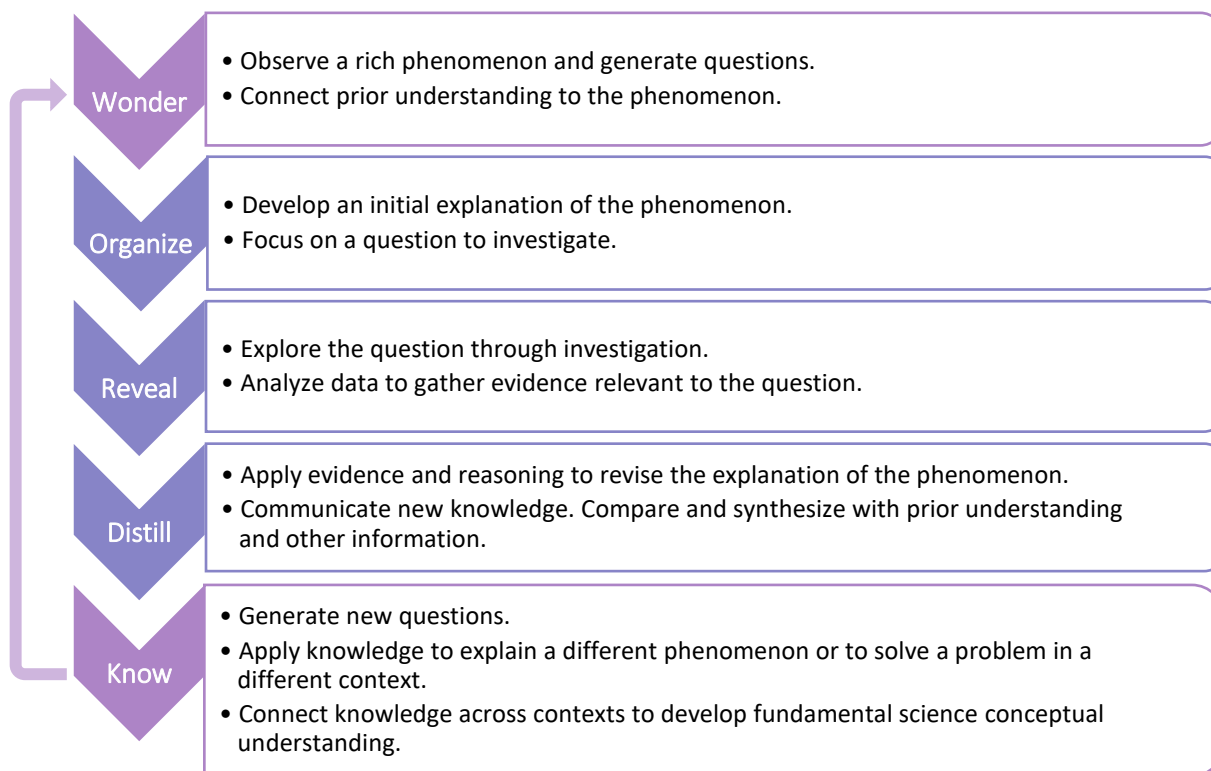 Wonder
• Observe a rich phenomenon and generate questions.
• Connect prior understanding to the phenomenon.
Organize
• Develop an initial explanation of the phenomenon.
• Focus on a question to investigate.
Reveal
• Explore the question through investigation.
• Analyze data to gather evidence relevant to the question.
Distill
• Apply evidence and reasoning to revise the explanation of the phenomenon.
• Communicate new knowledge. Compare and synthesize with prior understanding
and other information.
Know
• Generate new questions.
• Apply knowledge to explain a different phenomenon or to solve a problem in a
different context.
• Connect knowledge across contexts to develop fundamental science conceptual
understanding.